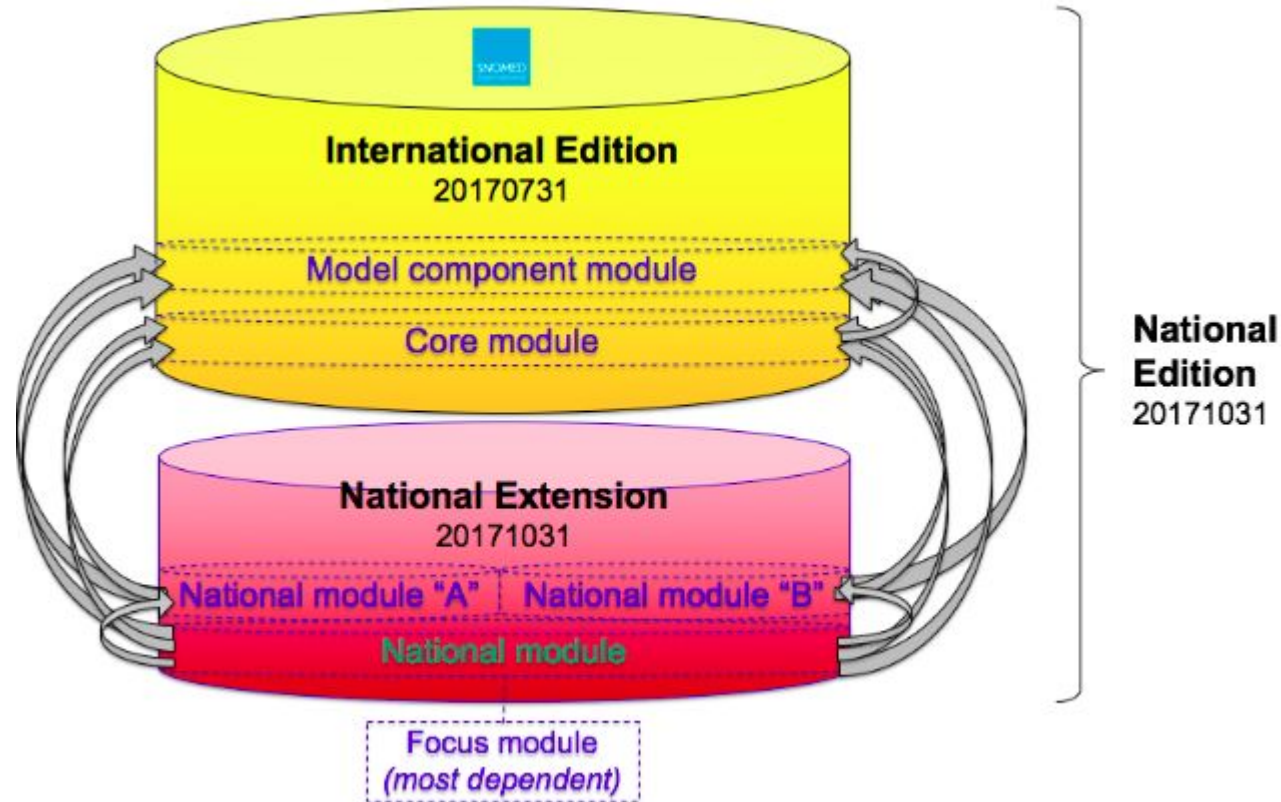 SNOMED
International Edition
20170731
Model component module
Core module
National Extension
20171031
National module “A”
National module “B”
National module
Focus module
(most dependent)
National
Edition
20171031